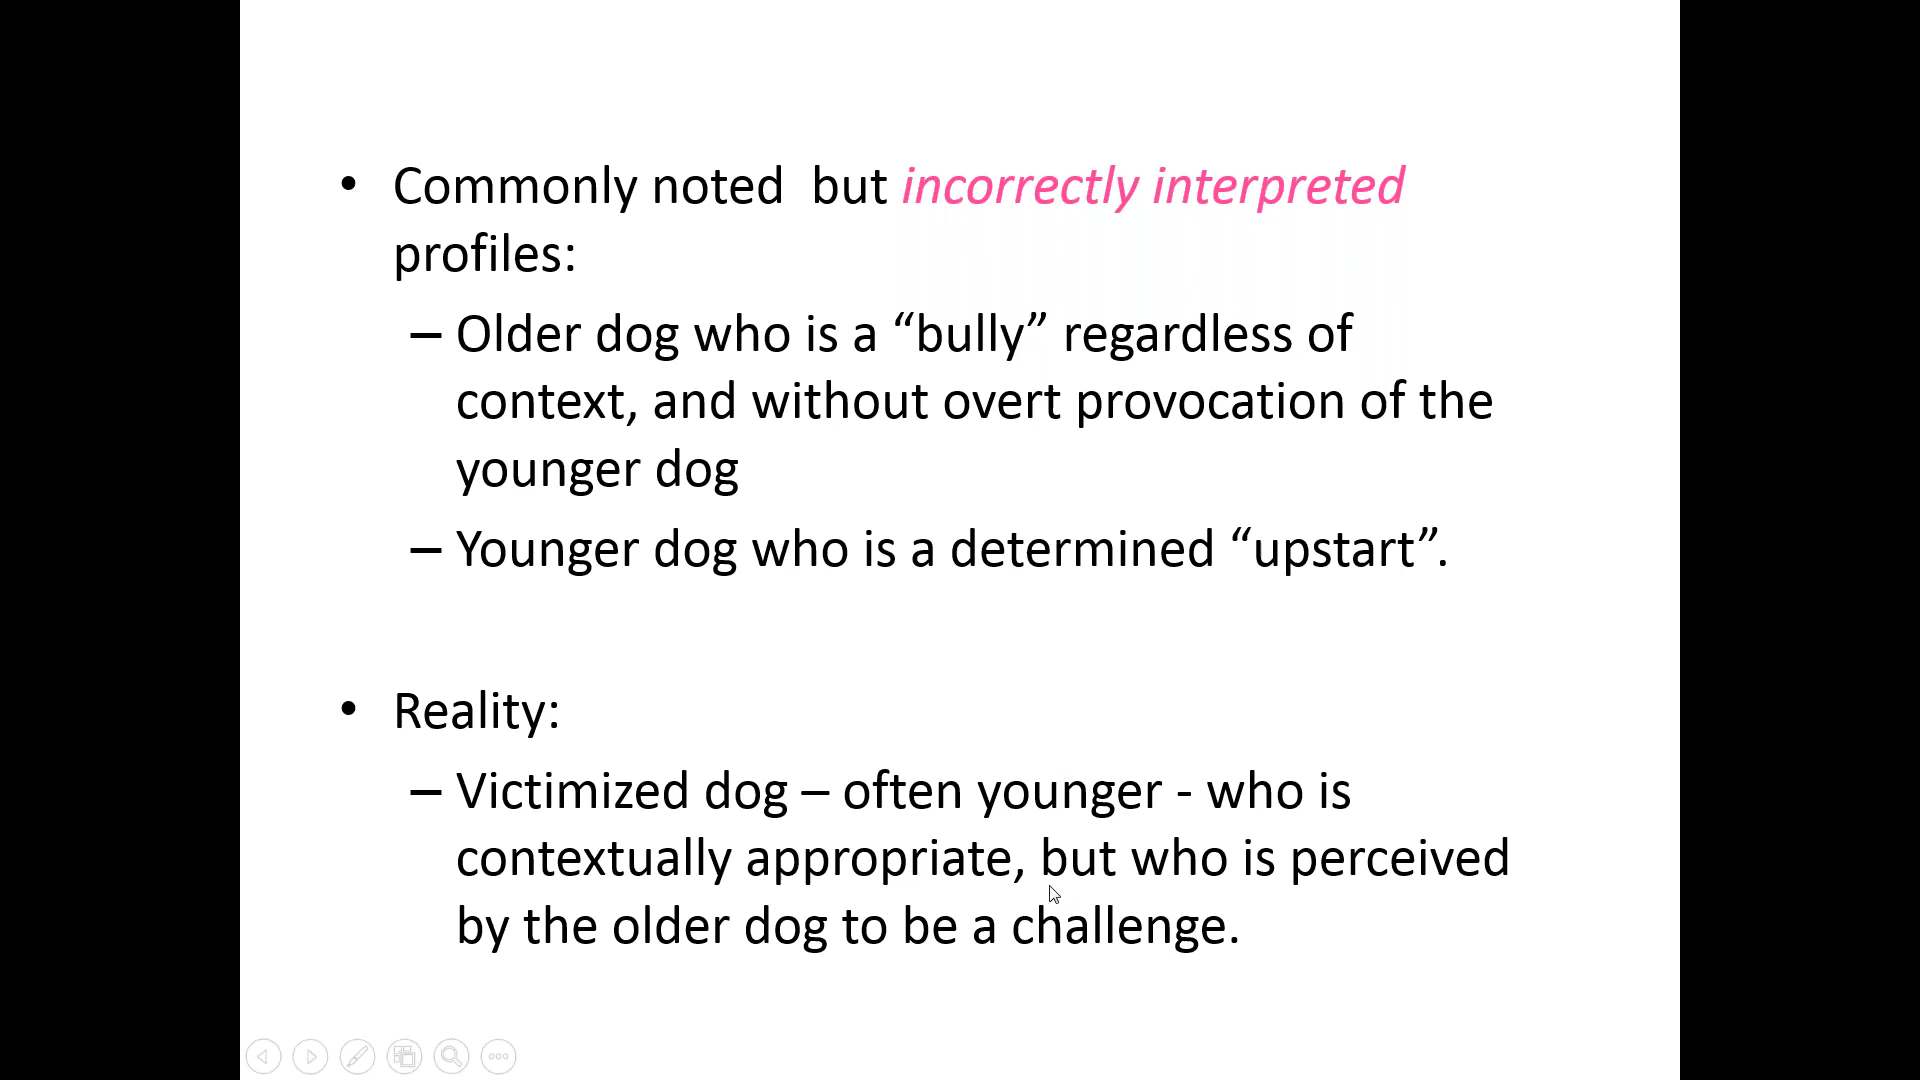 • Commonly noted  but incorrectly interpreted
profiles:
– Older dog who is a “bully” regardless of
context, and without overt provocation of the
younger dog
– Younger dog who is a determined “upstart”.
• Reality:
– Victimized dog – often younger - who is
contextually appropriate, but who is perceived
by the older dog to be a challenge.